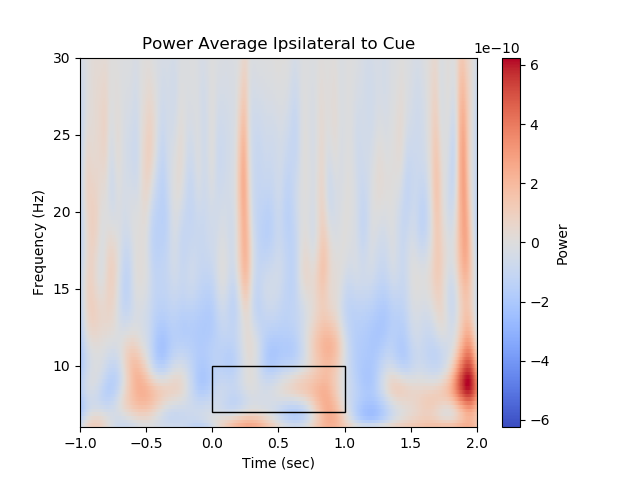 Power Average Ipsilateral to Cue
1e−10
30
25
20
15
10
Frequency (Hz)
−1.0 −0.5 0.0 0.5 1.0 1.5 2.0
Time (sec)
6
4
2
0
−2
−4
−6
Power